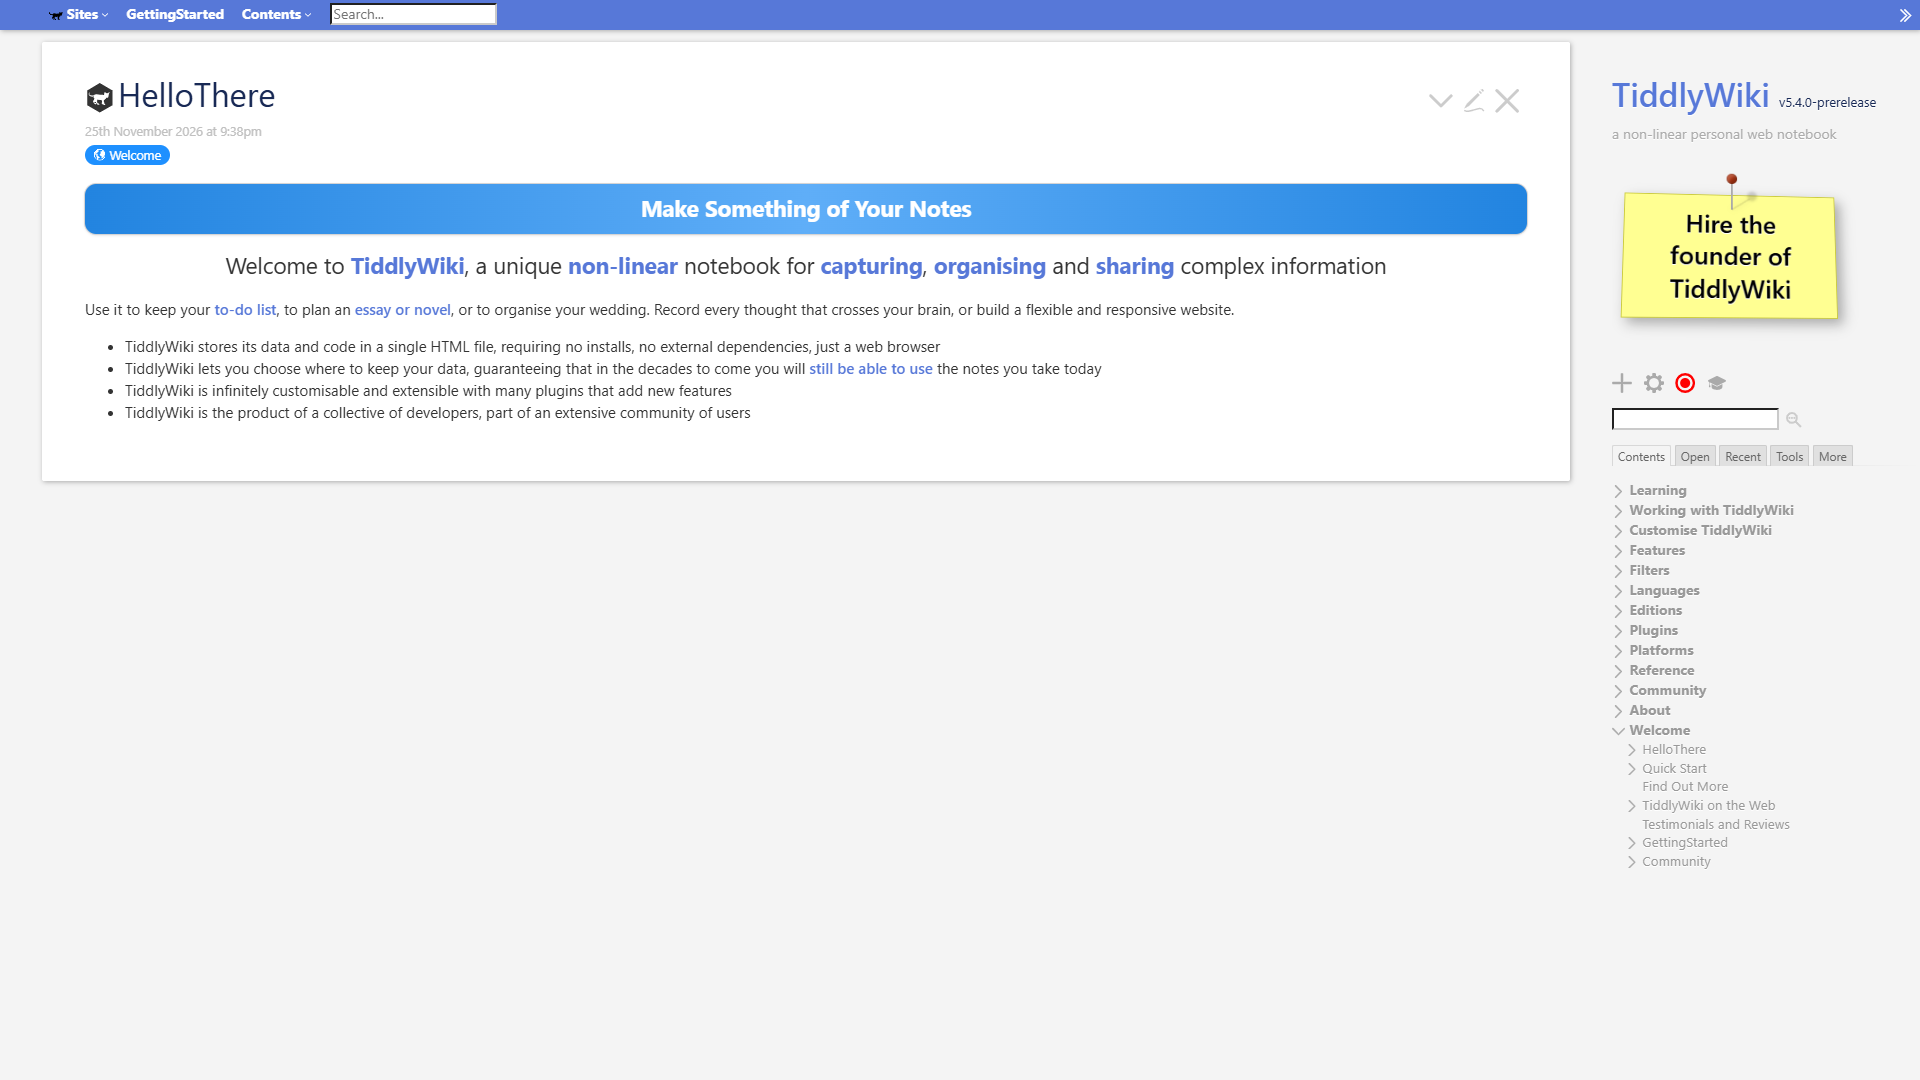 Sites GettingStarted Contents Search...
HelloThere
25th November 2026 at 9:38pm
Welcome
Make Something of Your Notes
Welcome to TiddlyWiki, a unique non-linear notebook for capturing, organising and sharing complex information
Use it to keep your to-do list, to plan an essay or novel, or to organise your wedding. Record every thought that crosses your brain, or build a flexible and responsive website.
TiddlyWiki stores its data and code in a single HTML file, requiring no installs, no external dependencies, just a web browser
TiddlyWiki lets you choose where to keep your data, guaranteeing that in the decades to come you will still be able to use the notes you take today
TiddlyWiki is infinitely customisable and extensible with many plugins that add new features
TiddlyWiki is the product of a collective of developers, part of an extensive community of users
TiddlyWiki v5.4.0-prerelease
a non-linear personal web notebook
Hire the
founder of
TiddlyWiki
Contents Open Recent Tools More
Learning
Working with TiddlyWiki
Customise TiddlyWiki
Features
Filters
Languages
Editions
Plugins
Platforms
Reference
Community
About
Welcome
HelloThere
Quick Start
Find Out More
TiddlyWiki on the Web
Testimonials and Reviews
GettingStarted
Community